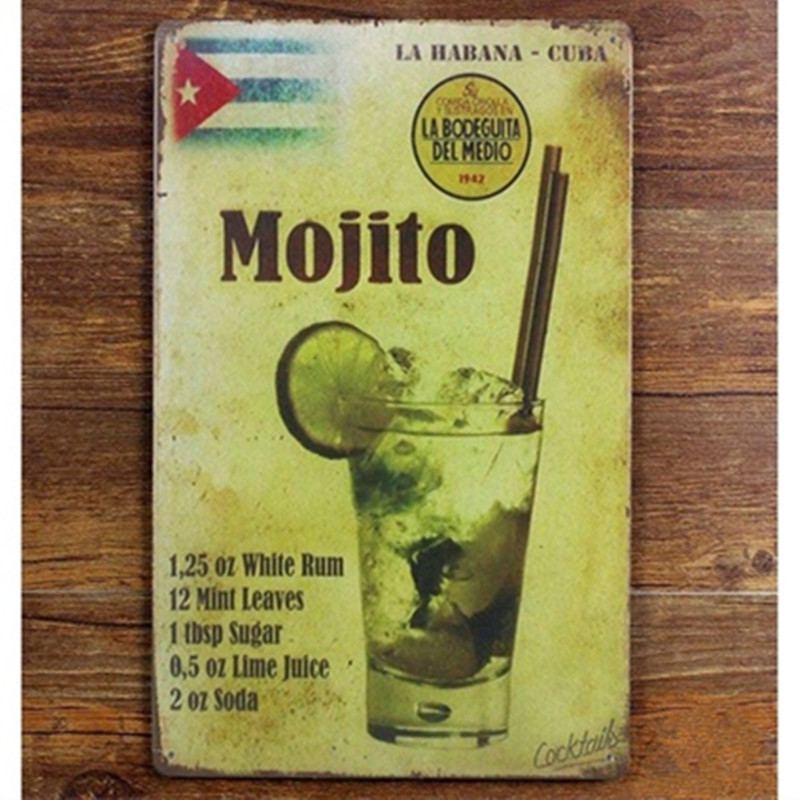 LA HABANA - CUBA
LA BODEGUITA
DEL MEDIO
1942
Mojito
1,25 oz White Rum
12 Mint Leaves
1 tbsp Sugar
0,5 oz Lime Juice
2 oz Soda
Cocktails